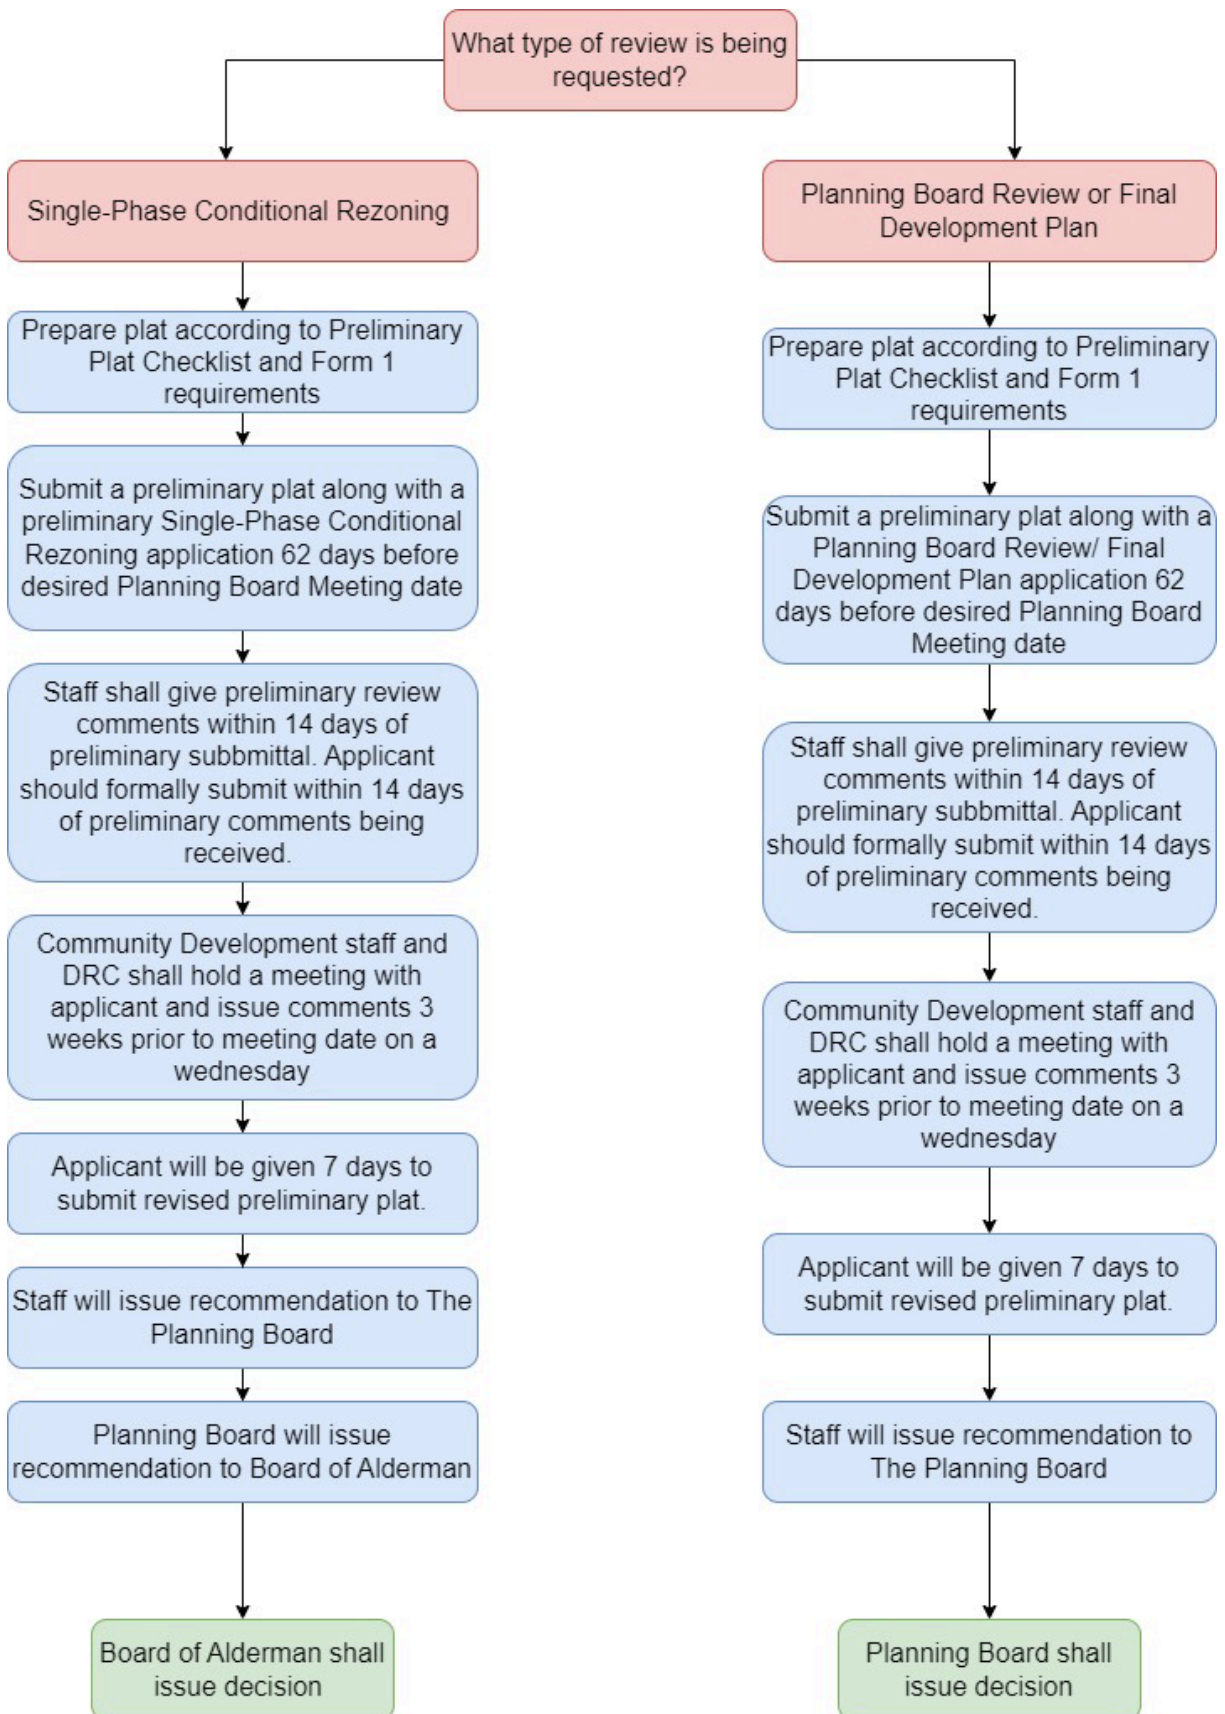 What type of review is being
requested?
Single-Phase Conditional Rezoning
Prepare plat according to Preliminary
Plat Checklist and Form 1
requirements
Submit a preliminary plat along with a
preliminary Single-Phase Conditional
Rezoning application 62 days before
desired Planning Board Meeting date
Staff shall give preliminary review
comments within 14 days of
preliminary subbmittal. Applicant
should formally submit within 14 days
of preliminary comments being
received.
Community Development staff and
DRC shall hold a meeting with
applicant and issue comments 3
weeks prior to meeting date on a
wednesday
Applicant will be given 7 days to
submit revised preliminary plat.
Staff will issue recommendation to The
Planning Board
Planning Board will issue
recommendation to Board of Alderman
Board of Alderman shall
issue decision
Planning Board Review or Final
Development Plan
Prepare plat according to Preliminary
Plat Checklist and Form 1
requirements
Submit a preliminary plat along with a
Planning Board Review/ Final
Development Plan application 62
days before desired Planning Board
Meeting date
Staff shall give preliminary review
comments within 14 days of
preliminary subbmittal. Applicant
should formally submit within 14 days
of preliminary comments being
received.
Community Development staff and
DRC shall hold a meeting with
applicant and issue comments 3
weeks prior to meeting date on a
wednesday
Applicant will be given 7 days to
submit revised preliminary plat.
Staff will issue recommendation to
The Planning Board
Planning Board shall
issue decision